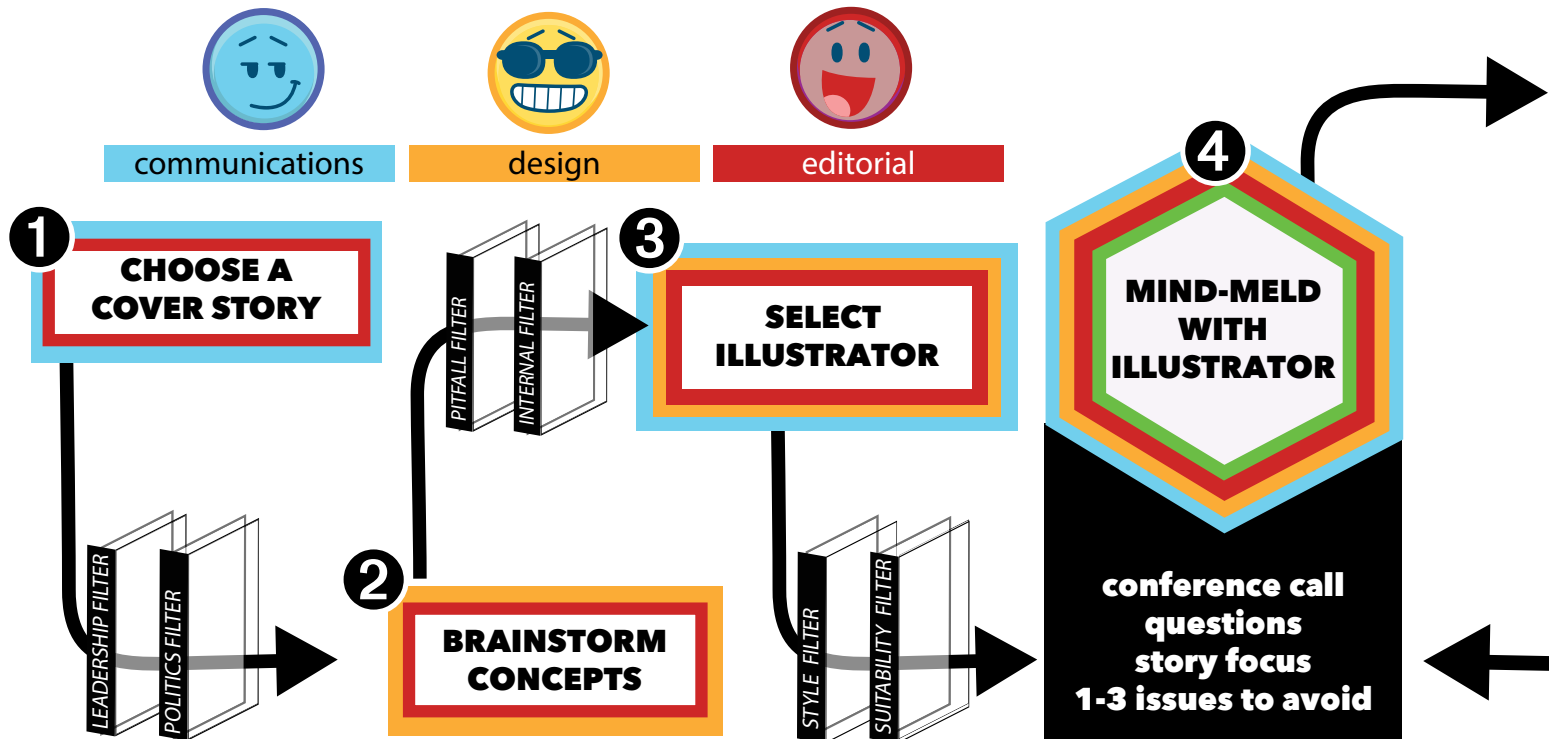 communications
design
editorial
1
CHOOSE A
COVER STORY
LEADERSHIP FILTER
POLITICS FILTER
2
BRAINSTORM
CONCEPTS
PITFALL FILTER
INTERNAL FILTER
3
SELECT
ILLUSTRATOR
STYLE FILTER
SUITABILITY FILTER
4
MIND-MELD
WITH
ILLUSTRATOR
conference call
questions
story focus
1-3 issues to avoid